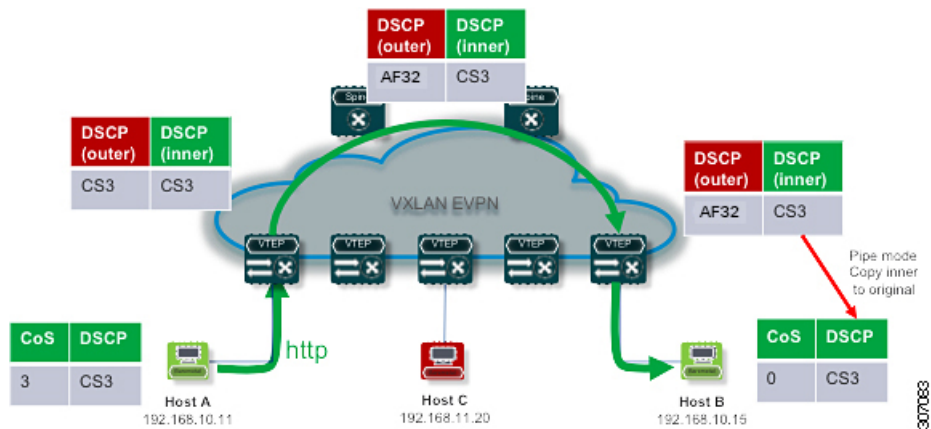 DSCP (outer) DSCP (inner)
AF32 CS3
Spine
DSCP (outer) DSCP (inner)
CS3 CS3
DSCP (outer) DSCP (inner)
AF32 CS3
VXLAN EVPN
VTEP VTEP VTEP VTEP VTEP
Pipe mode
Copy inner
to original
CoS DSCP
3 CS3
http
CoS DSCP
0 CS3
Host A
192.168.10.11
Host C
192.168.11.20
Host B
192.168.10.15
307083